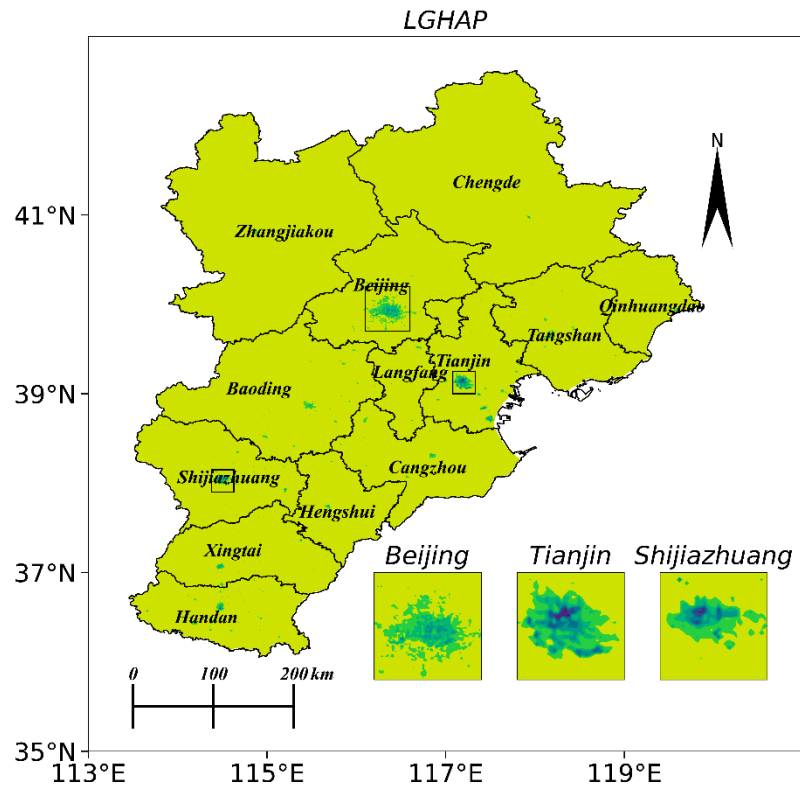 LGHAP
N
Chengde
41°N
Zhangjiakou
Beijing
Qinhuangdao
Tangshan
Tianjin
Langfang
39°N
Baoding
Cangzhou
Shijiazhuang
Hengshui
Xingtai
Beijing Tianjin Shijiazhuang
37°N
Handan
0 100 200 km
35°N
113°E 115°E 117°E 119°E